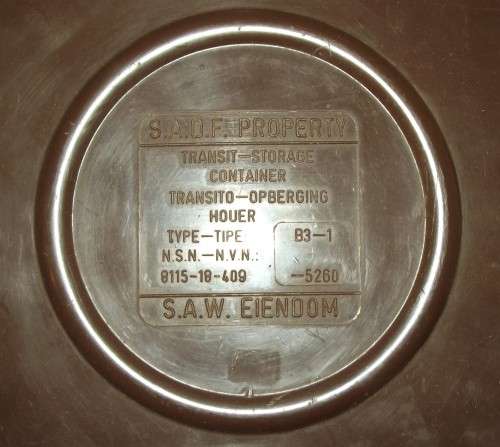 S.A.D.F. PROPERTY
TRANSIT-STORAGE
CONTAINER
TRANSITO-OPBERGING
HOUER
TYPE-TIPE B3-1
N.S.N.-N.V.N.:
8115-18-409 -5260
S.A.W. EIENDOM